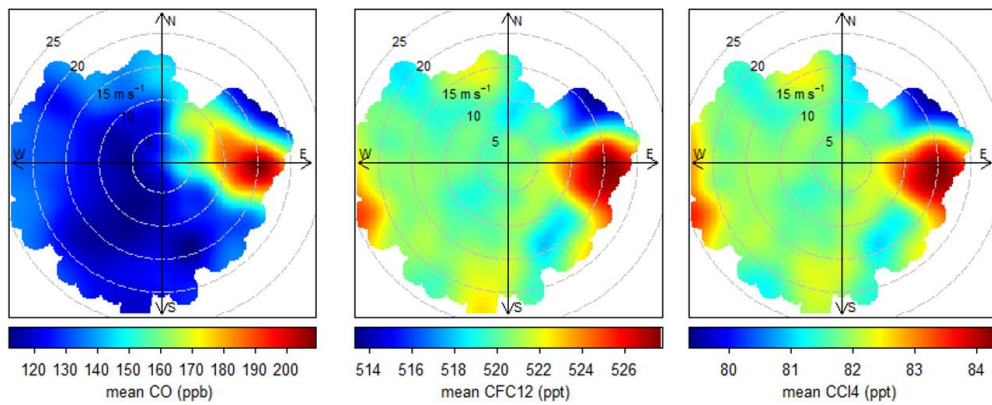 N
25
20
15 m s⁻¹
10
5
W
E
S
120 130 140 150 160 170 180 190 200
mean CO (ppb)
N
25
20
15 m s⁻¹
10
5
W
E
S
514 516 518 520 522 524 526
mean CFC12 (ppt)
N
25
20
15 m s⁻¹
10
5
W
E
S
80 81 82 83 84
mean CCl4 (ppt)